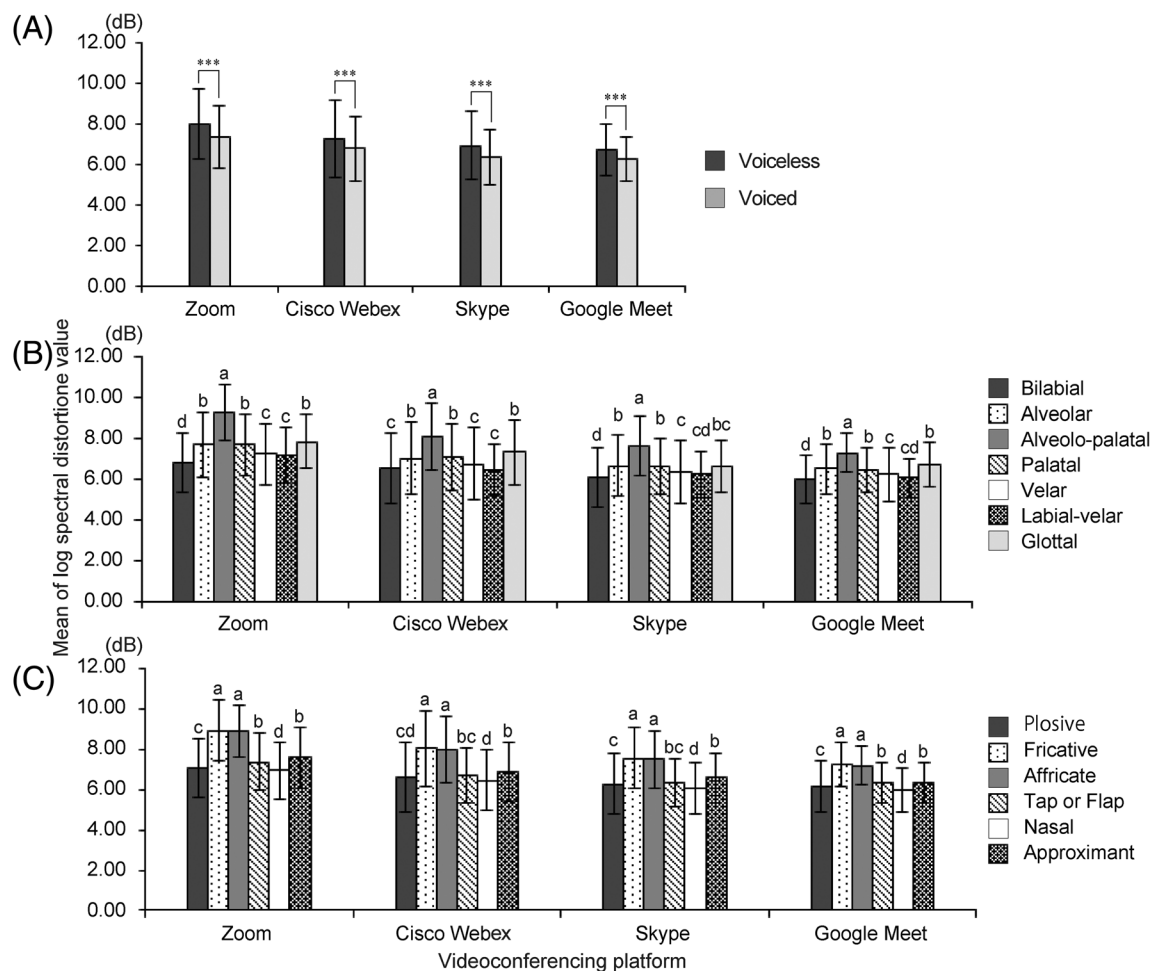 (A)
(dB)
12.00
10.00
8.00
6.00
4.00
2.00
0.00
*** *** *** ***
Zoom Cisco Webex Skype Google Meet
Voiceless
Voiced
Mean of log spectral distortione value
(B)
(dB)
12.00
10.00
8.00
6.00
4.00
2.00
0.00
d b a b c c b
c b a b c c b
d b a b c cd bc
d b a b c cd b
Zoom Cisco Webex Skype Google Meet
Bilabial
Alveolar
Alveolo-palatal
Palatal
Velar
Labial-velar
Glottal
(C)
(dB)
12.00
10.00
8.00
6.00
4.00
2.00
0.00
c a a b d b
cd a a bc d b
c a a bc d b
c a a b d b
Zoom Cisco Webex Skype Google Meet
Plosive
Fricative
Affricate
Tap or Flap
Nasal
Approximant
Videoconferencing platform